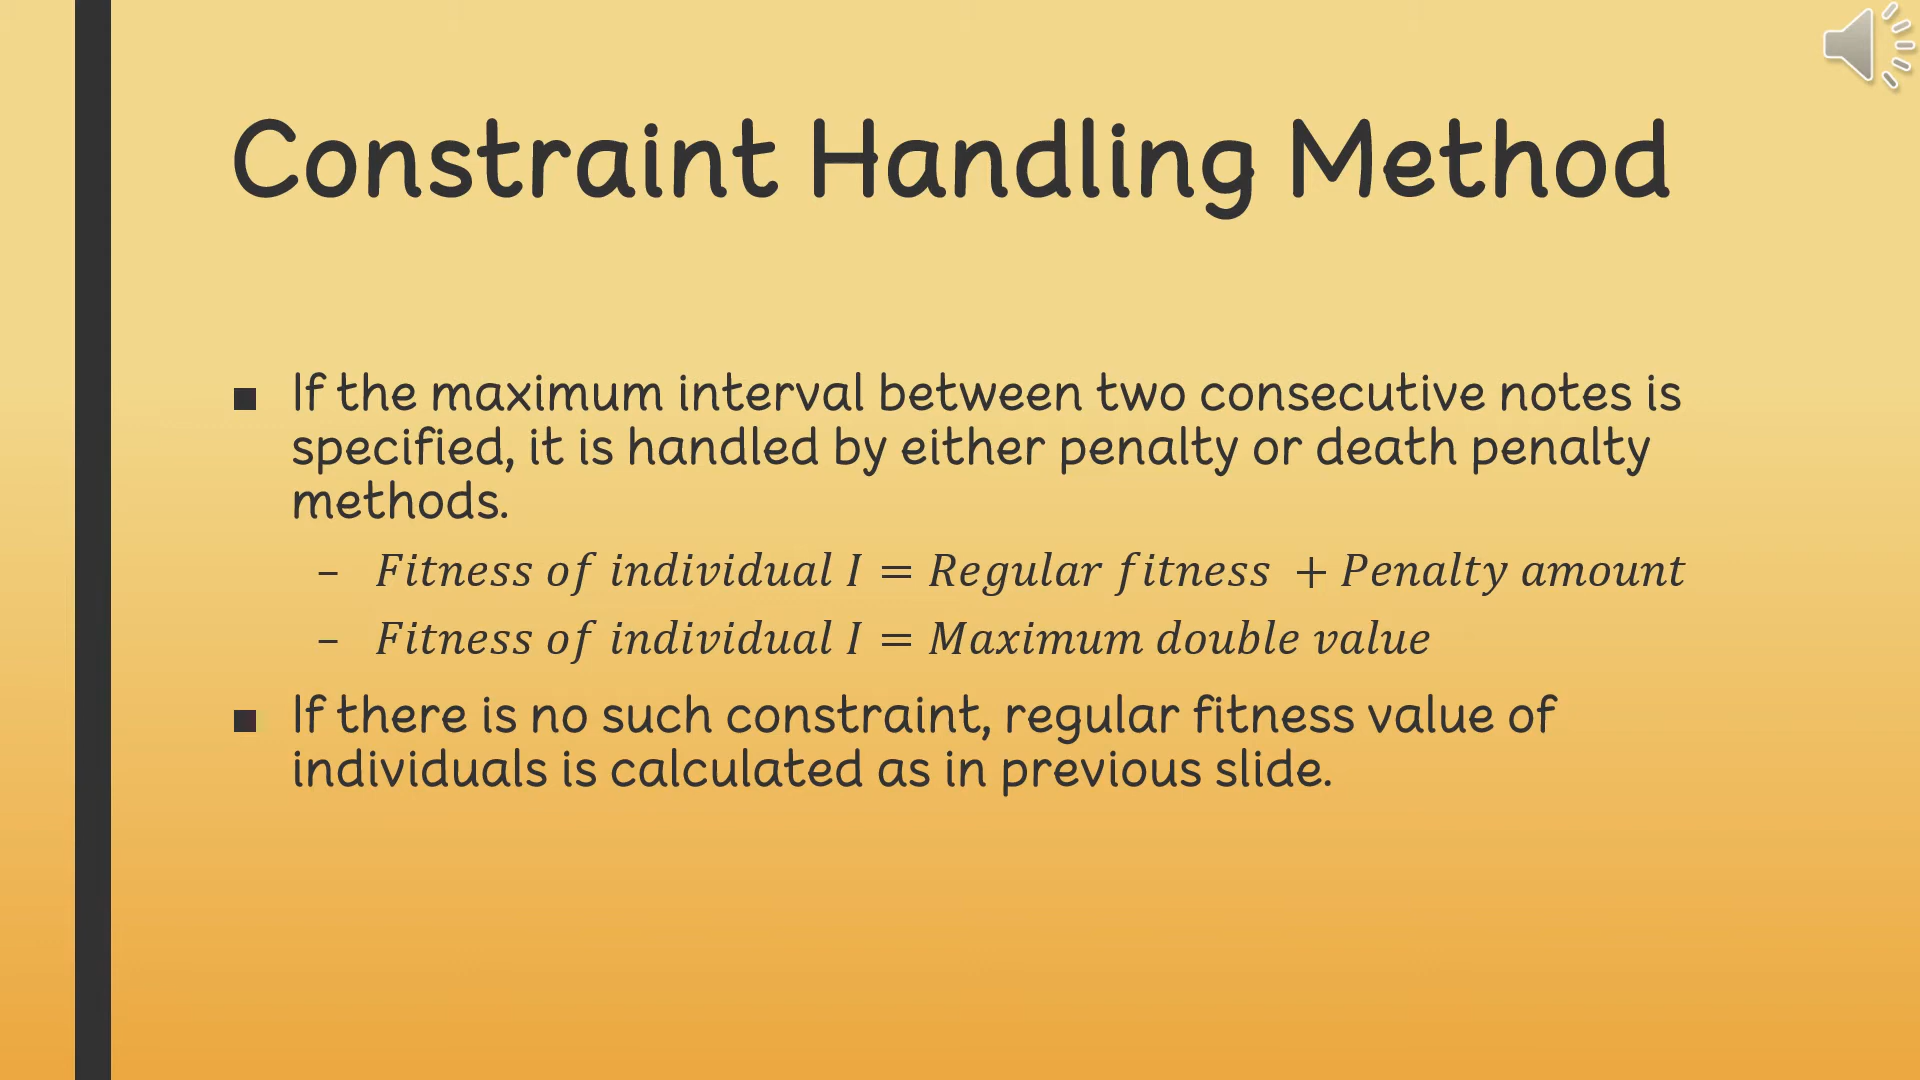 Constraint Handling Method
■ If the maximum interval between two consecutive notes is
specified, it is handled by either penalty or death penalty
methods.
– Fitness of individual I = Regular fitness + Penalty amount
– Fitness of individual I = Maximum double value
■ If there is no such constraint, regular fitness value of
individuals is calculated as in previous slide.